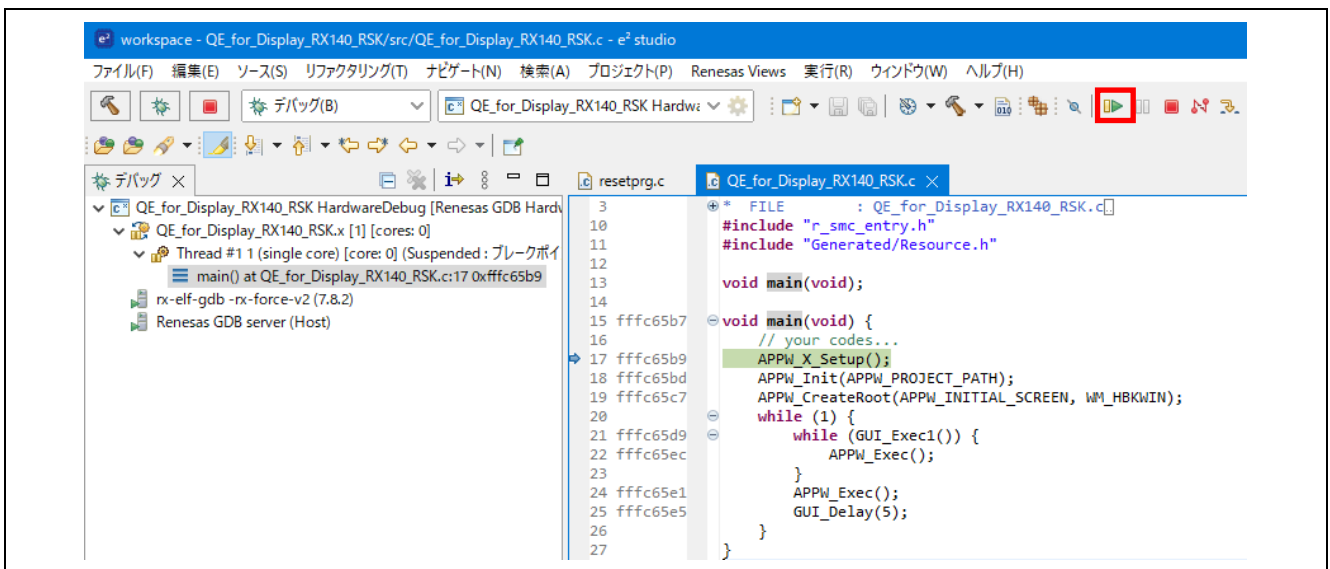 workspace - QE_for_Display_RX140_RSK/src/QE_for_Display_RX140_RSK.c - e² studio
ファイル(F) 編集(E) ソース(S) リファクタリング(T) ナビゲート(N) 検索(A) プロジェクト(P) Renesas Views 実行(R) ウィンドウ(W) ヘルプ(H)
デバッグ(B) QE_for_Display_RX140_RSK Hardwa
デバッグ
resetprg.c QE_for_Display_RX140_RSK.c
QE_for_Display_RX140_RSK HardwareDebug [Renesas GDB Hardw
QE_for_Display_RX140_RSK.x [1] [cores: 0]
Thread #1 1 (single core) [core: 0] (Suspended : ブレークポイ
main() at QE_for_Display_RX140_RSK.c:17 0xfffc65b9
rx-elf-gdb -rx-force-v2 (7.8.2)
Renesas GDB server (Host)
3 * FILE : QE_for_Display_RX140_RSK.c
10 #include "r_smc_entry.h"
11 #include "Generated/Resource.h"
12
13 void main(void);
14
15 fffc65b7 void main(void) {
16 // your codes...
17 fffc65b9 APPW_X_Setup();
18 fffc65bd APPW_Init(APPW_PROJECT_PATH);
19 fffc65c7 APPW_CreateRoot(APPW_INITIAL_SCREEN, WM_HBKWIN);
20 while (1) {
21 fffc65d9 while (GUI_Exec1()) {
22 fffc65ec APPW_Exec();
23 }
24 fffc65e1 APPW_Exec();
25 fffc65e5 GUI_Delay(5);
26 }
27 }